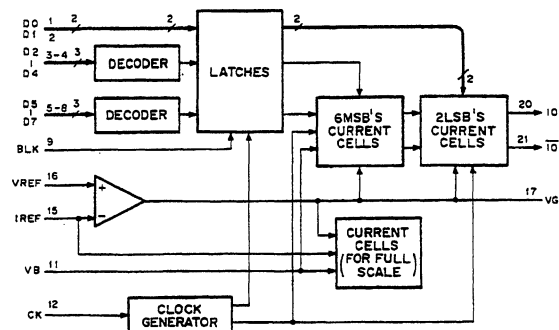 D0 1 2 2 2
D1 2
D2 3-4 3
D4
DECODER
LATCHES
2
D5 5-8 3
D7
DECODER
6MSB'S
CURRENT
CELLS
2LSB'S
CURRENT
CELLS
20 IO
21 IO
BLK 9
VREF 16
+
IREF 15
-
17 VG
CURRENT
CELLS
(FOR FULL
SCALE)
VB 11
CK 12
CLOCK
GENERATOR